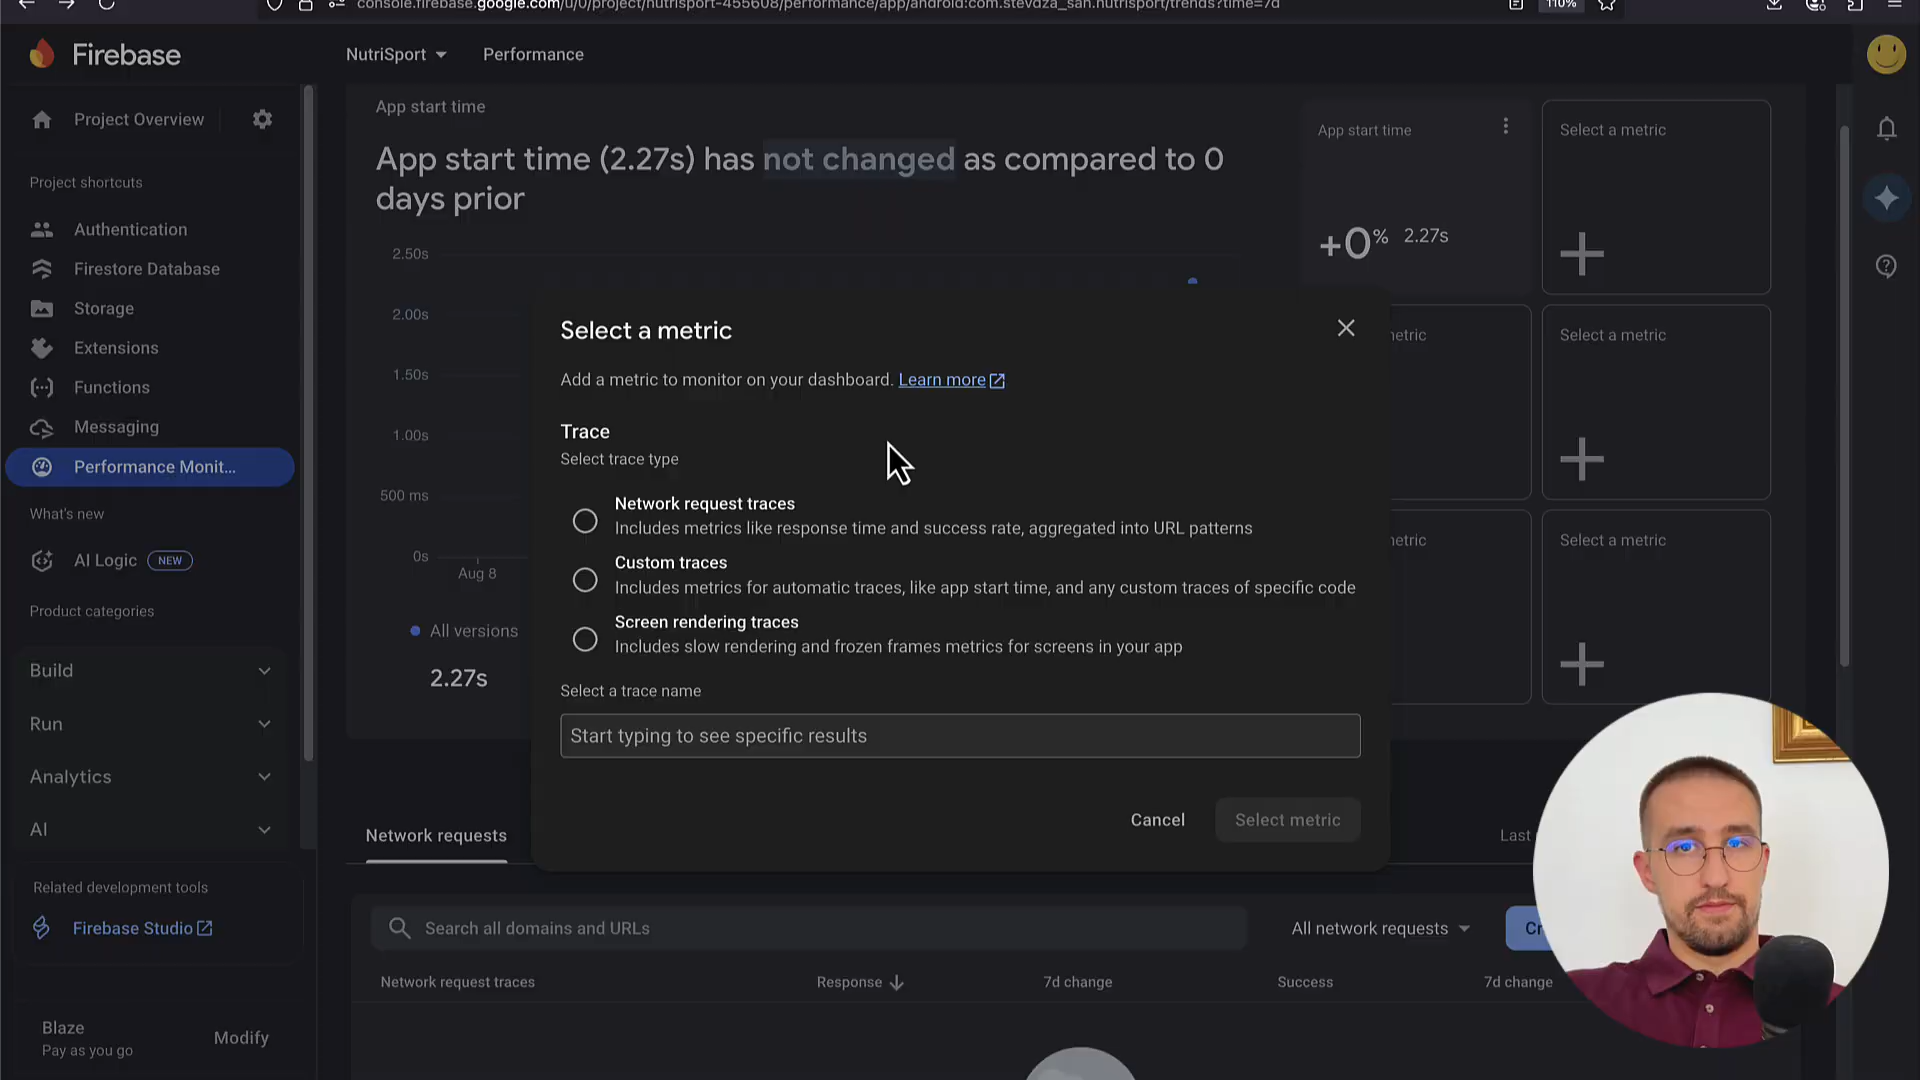 console.firebase.google.com/u/0/project/nutrisport-455608/performance/app/android:com.stevdza_san.nutrisport/trends?time=7d
110%
Firebase
NutriSport
Performance
Project Overview
Project shortcuts
Authentication
Firestore Database
Storage
Extensions
Functions
Messaging
Performance Monit...
What's new
AI Logic
NEW
Product categories
Build
Run
Analytics
AI
Related development tools
Firebase Studio
Blaze
Pay as you go
Modify
App start time
App start time (2.27s) has not changed as compared to 0
days prior
2.50s
2.00s
1.50s
1.00s
500 ms
0s
Aug 8
All versions
2.27s
App start time
+0% 2.27s
Select a metric
etric
Select a metric
etric
Select a metric
Select a metric
Add a metric to monitor on your dashboard. Learn more
Trace
Select trace type
Network request traces
Includes metrics like response time and success rate, aggregated into URL patterns
Custom traces
Includes metrics for automatic traces, like app start time, and any custom traces of specific code
Screen rendering traces
Includes slow rendering and frozen frames metrics for screens in your app
Select a trace name
Start typing to see specific results
Cancel
Select metric
Network requests
Last
Search all domains and URLs
All network requests
Cr
Network request traces
Response
7d change
Success
7d change